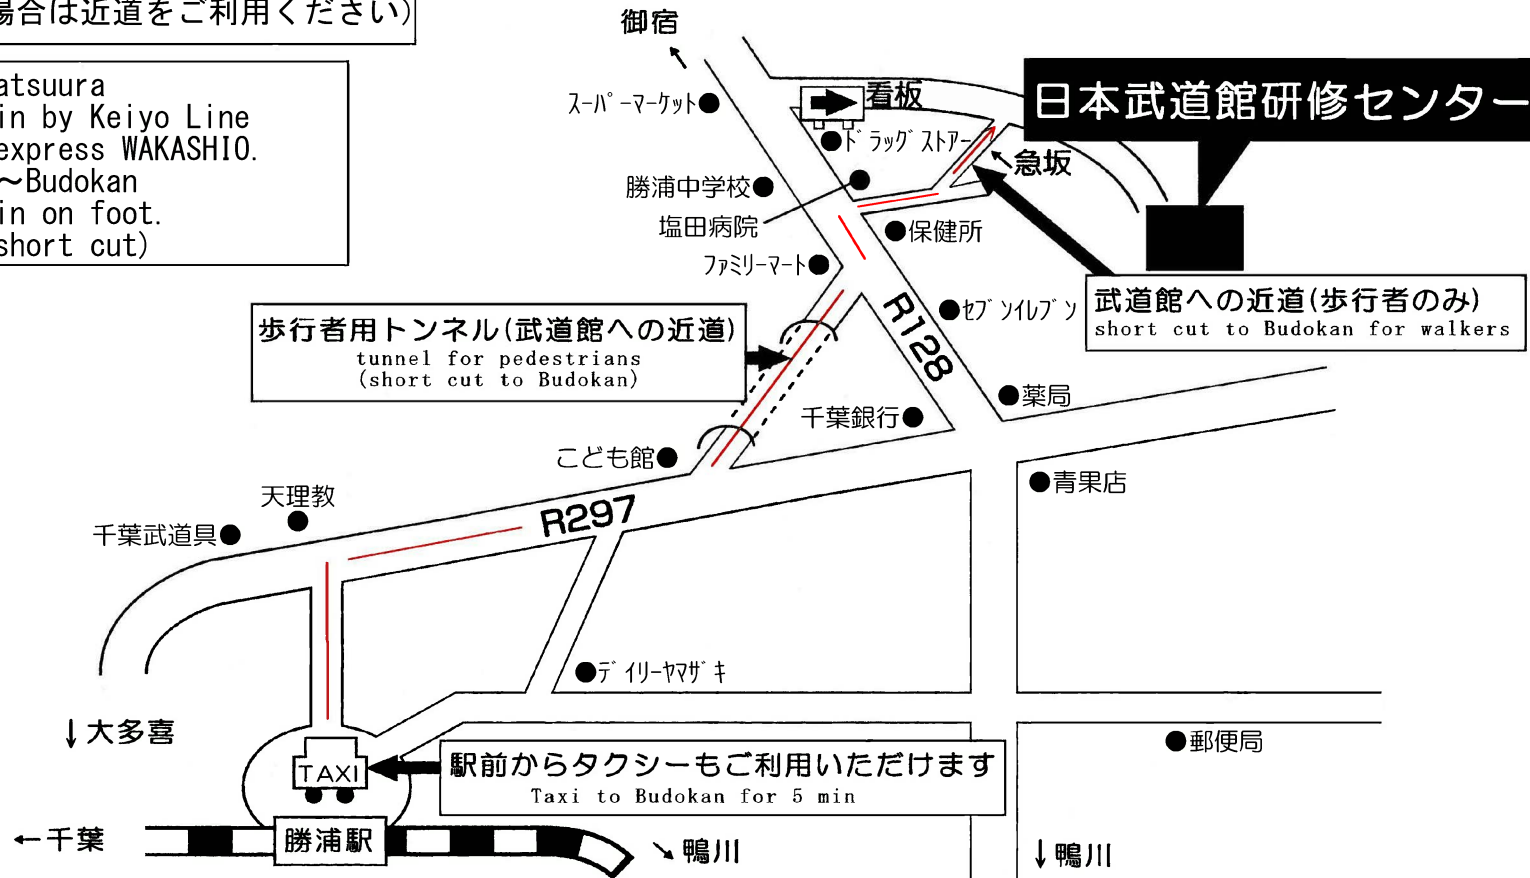 場合は近道をご利用ください)
atsuura
in by Keiyo Line
express WAKASHIO.
～Budokan
in on foot.
short cut)
御宿
スーパーマーケット
看板
日本武道館研修センター
ドラッグストアー
急坂
勝浦中学校
塩田病院
保健所
ファミリーマート
セブンイレブン
武道館への近道(歩行者のみ)
short cut to Budokan for walkers
歩行者用トンネル(武道館への近道)
tunnel for pedestrians
(short cut to Budokan)
R128
薬局
千葉銀行
こども館
青果店
天理教
千葉武道具
R297
デイリーヤマザキ
↓大多喜
郵便局
TAXI
駅前からタクシーもご利用いただけます
Taxi to Budokan for 5 min
←千葉
勝浦駅
↘鴨川
↓鴨川